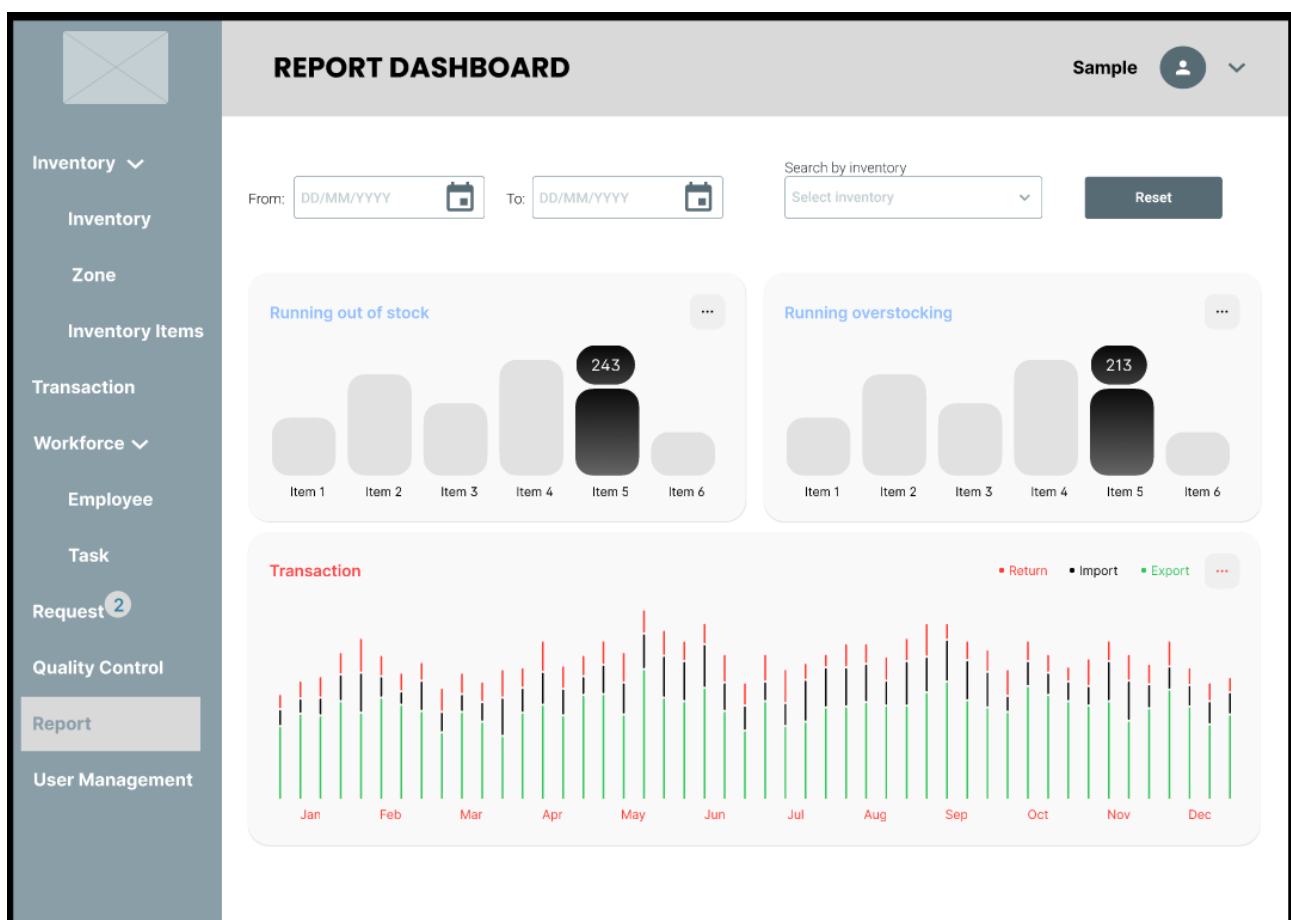 REPORT DASHBOARD
Sample
Inventory
Inventory
Zone
Inventory Items
Transaction
Workforce
Employee
Task
Request 2
Quality Control
Report
User Management
From: DD/MM/YYYY To: DD/MM/YYYY
Search by inventory
Select inventory
Reset
Running out of stock
...
243
Item 1 Item 2 Item 3 Item 4 Item 5 Item 6
Running overstocking
...
213
Item 1 Item 2 Item 3 Item 4 Item 5 Item 6
Transaction
Return Import Export ...
Jan Feb Mar Apr May Jun Jul Aug Sep Oct Nov Dec